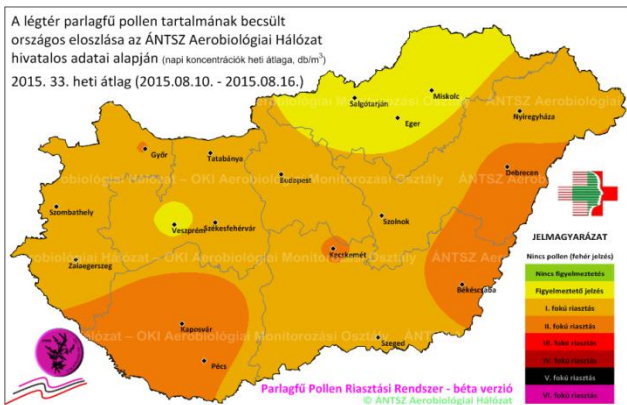 A légtér parlagfű pollen tartalmának becsült
országos eloszlása az ÁNTSZ Aerobiológiai Hálózat
hivatalos adatai alapján (napi koncentrációk heti átlaga, db/m³)
2015. 33. heti átlag (2015.08.10. - 2015.08.16.)
Salgótarján
Miskolc
Eger
Nyíregyháza
Győr
Tatabánya
Budapest
Debrecen
Szombathely
Veszprém
Székesfehérvár
Szolnok
Zalaegerszeg
Kecskemét
Békéscsaba
Kaposvár
Pécs
Szeged
JELMAGYARÁZAT
Nincs pollen (fehér jelzés)
Nincs figyelmeztetés
Figyelmeztető jelzés
I. fokú riasztás
II. fokú riasztás
III. fokú riasztás
IV. fokú riasztás
V. fokú riasztás
VI. fokú riasztás
Parlagfű Pollen Riasztási Rendszer - béta verzió
© ÁNTSZ Aerobiológiai Hálózat